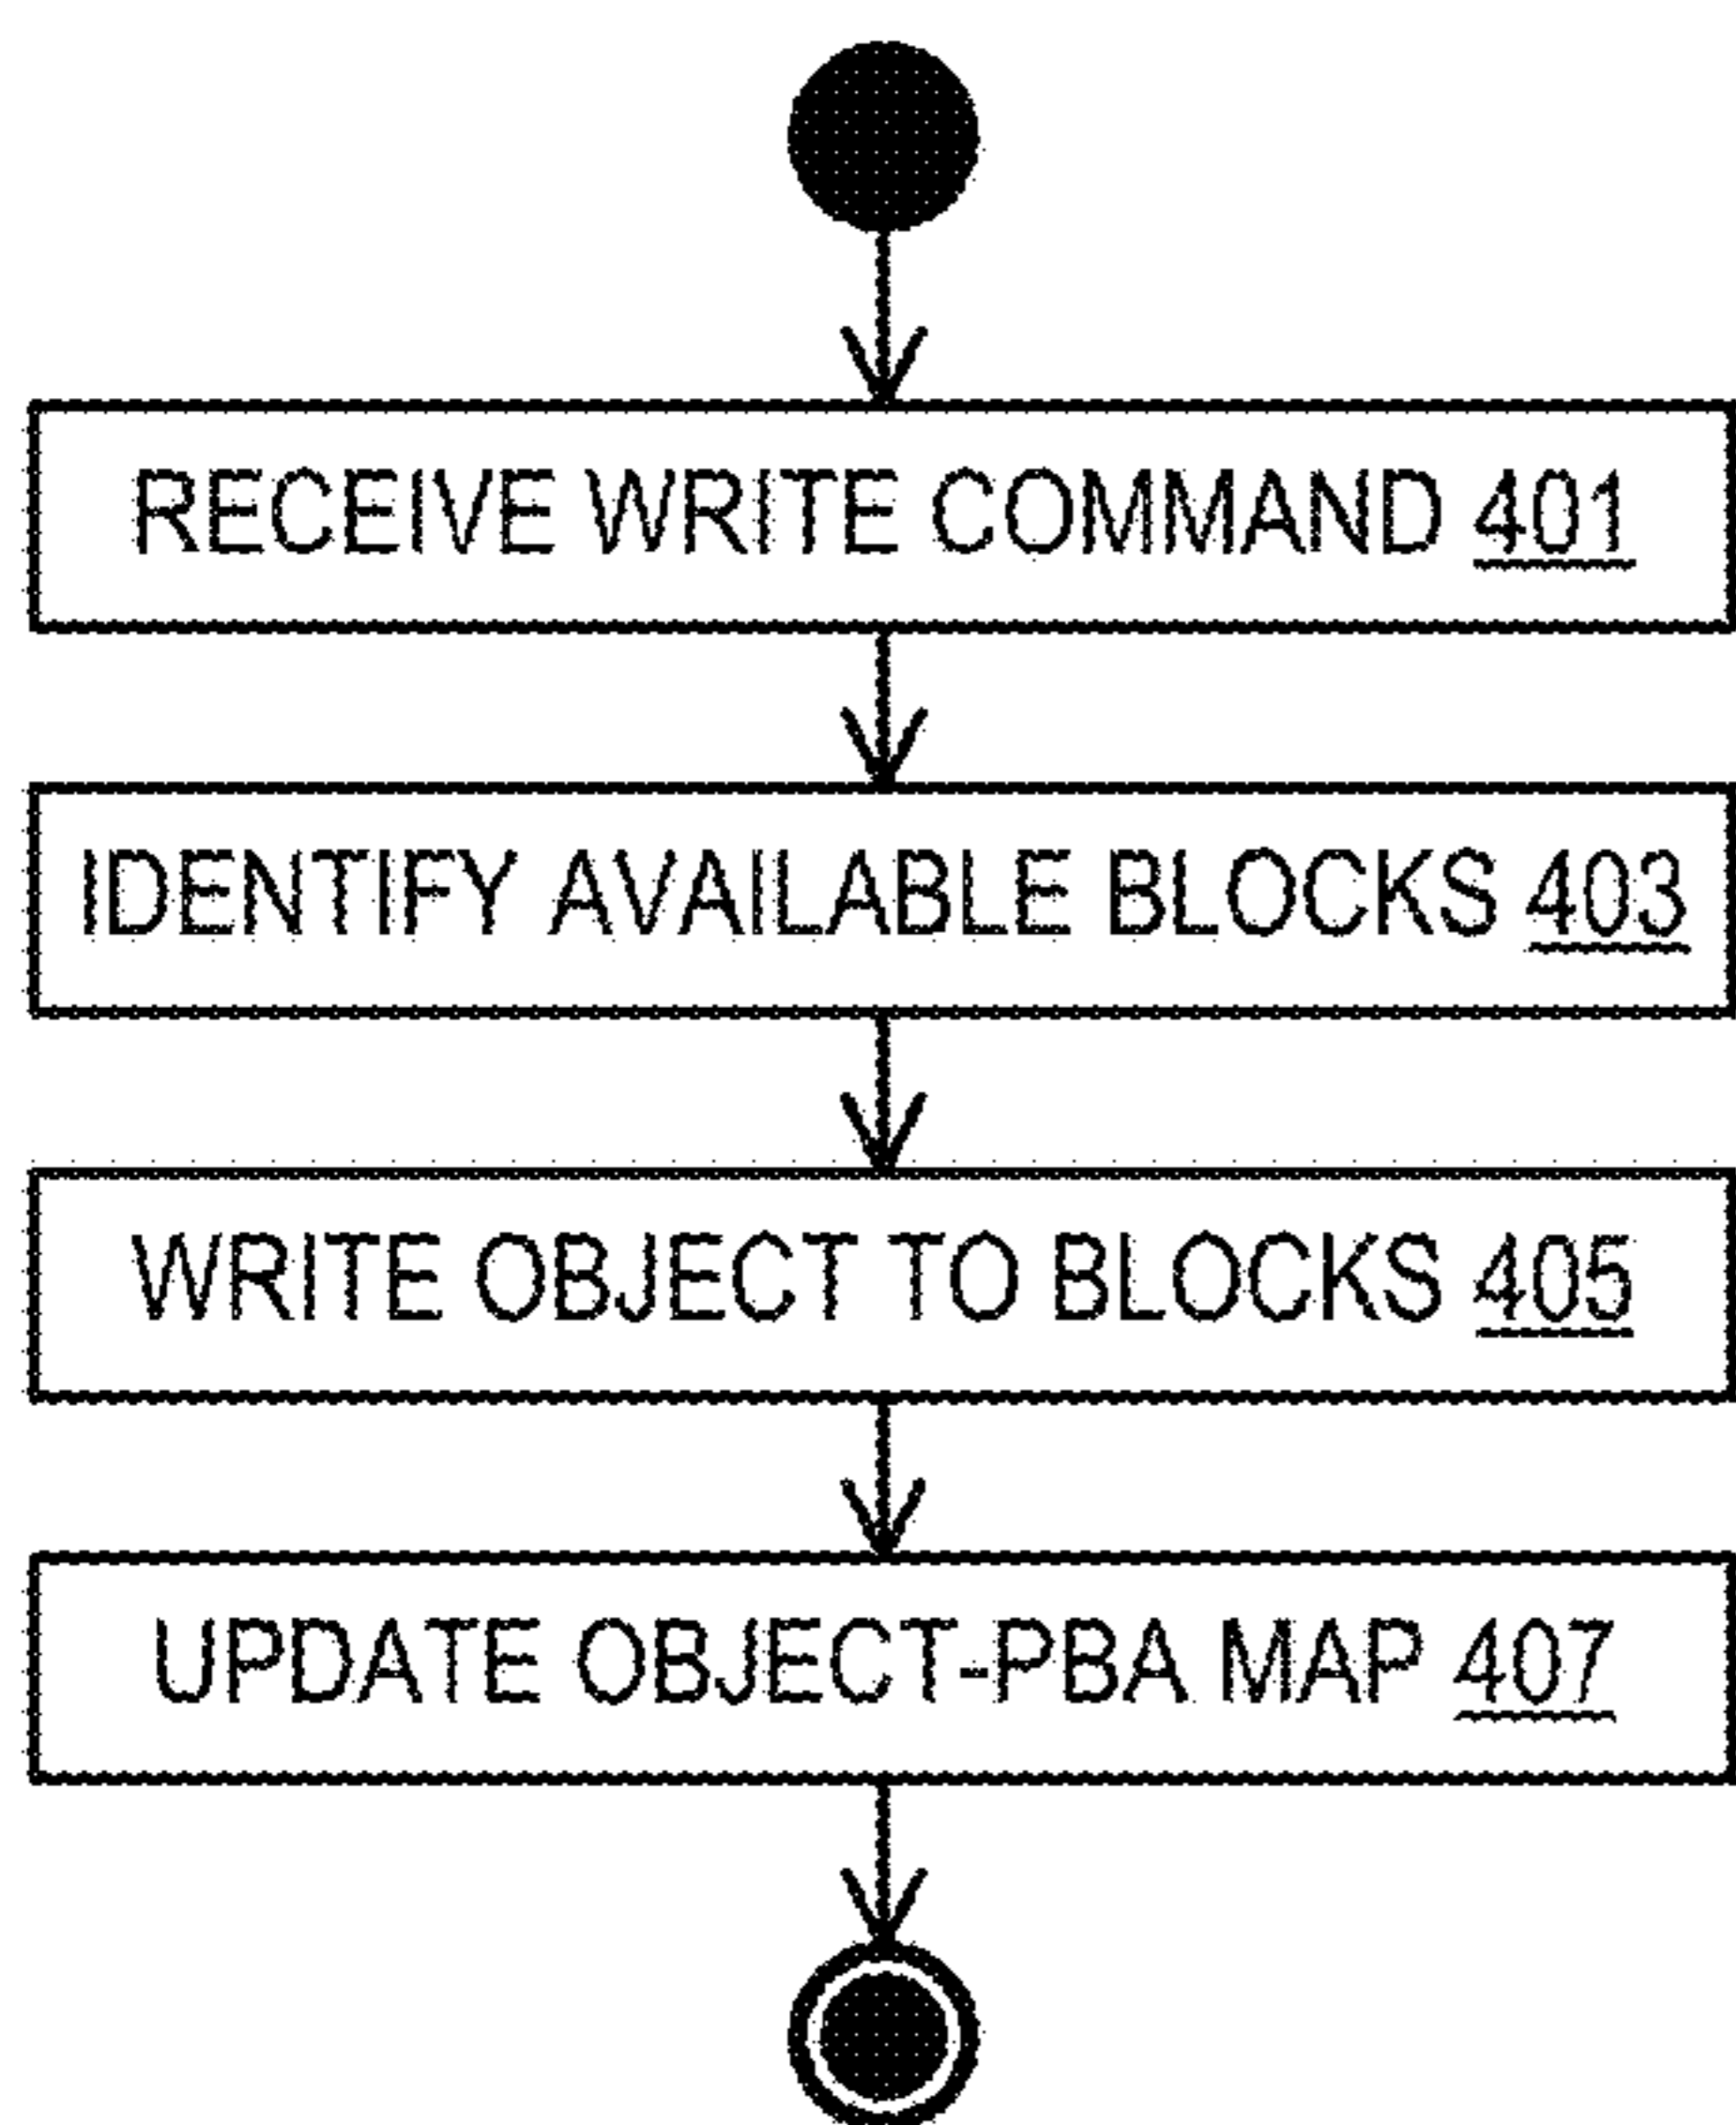 RECEIVE WRITE COMMAND 401
IDENTIFY AVAILABLE BLOCKS 403
WRITE OBJECT TO BLOCKS 405
UPDATE OBJECT-PBA MAP 407